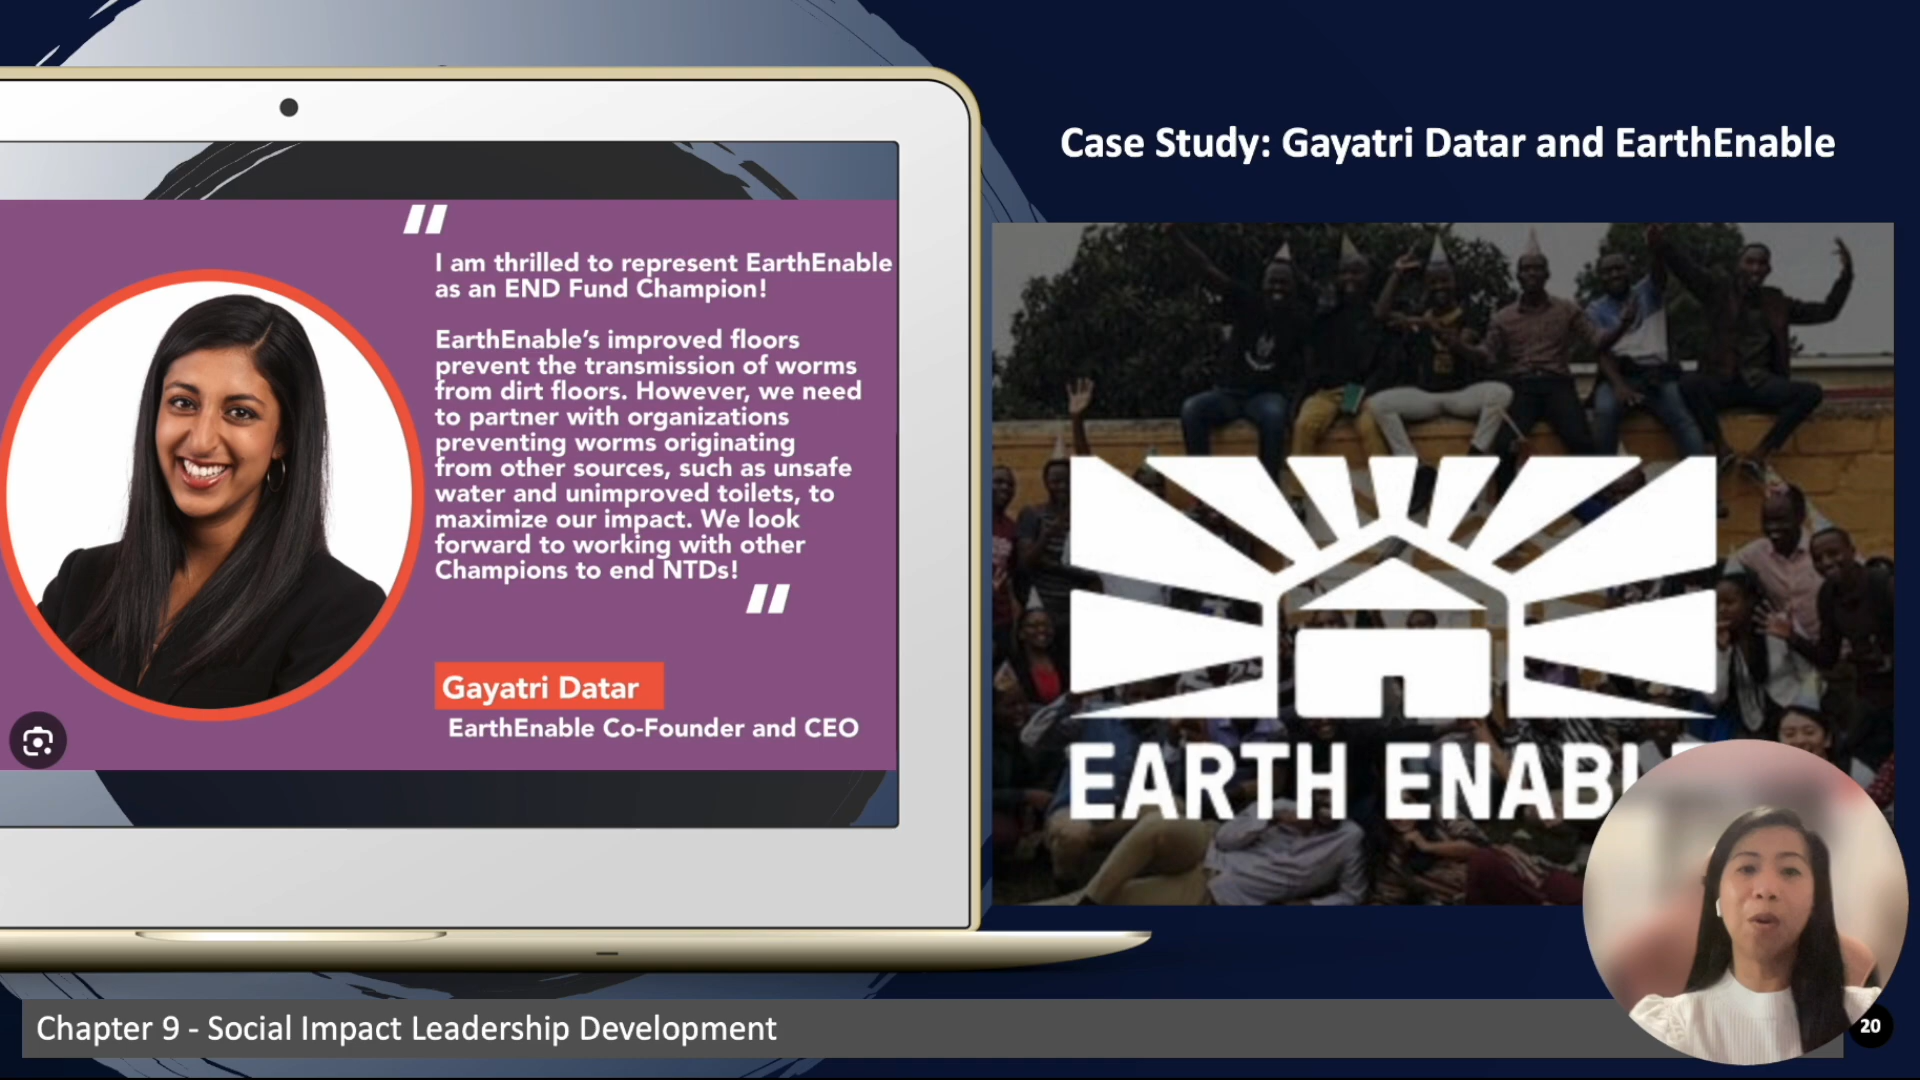 Case Study: Gayatri Datar and EarthEnable
"
I am thrilled to represent EarthEnable
as an END Fund Champion!
EarthEnable's improved floors
prevent the transmission of worms
from dirt floors. However, we need
to partner with organizations
preventing worms originating
from other sources, such as unsafe
water and unimproved toilets, to
maximize our impact. We look
forward to working with other
Champions to end NTDs!
"
Gayatri Datar
EarthEnable Co-Founder and CEO
EARTH ENABL
Chapter 9 - Social Impact Leadership Development
20